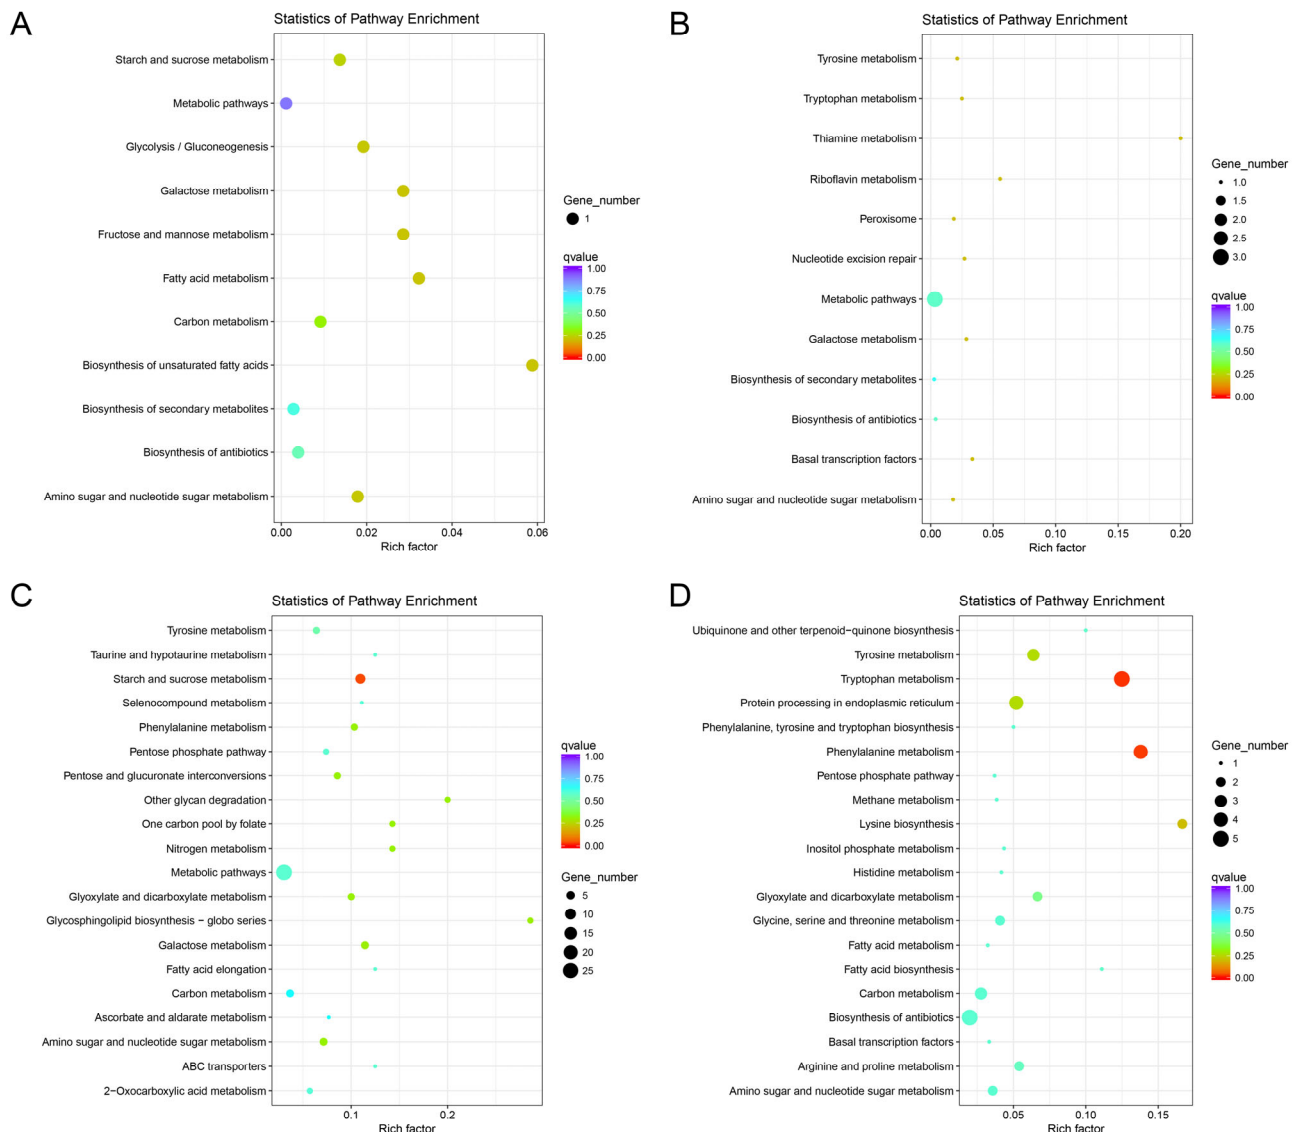 A
Statistics of Pathway Enrichment
Starch and sucrose metabolism
Metabolic pathways
Glycolysis / Gluconeogenesis
Galactose metabolism
Fructose and mannose metabolism
Fatty acid metabolism
Carbon metabolism
Biosynthesis of unsaturated fatty acids
Biosynthesis of secondary metabolites
Biosynthesis of antibiotics
Amino sugar and nucleotide sugar metabolism
0.00 0.02 0.04 0.06
Rich factor
Gene_number
1
qvalue
1.00
0.75
0.50
0.25
0.00
B
Statistics of Pathway Enrichment
Tyrosine metabolism
Tryptophan metabolism
Thiamine metabolism
Riboflavin metabolism
Peroxisome
Nucleotide excision repair
Metabolic pathways
Galactose metabolism
Biosynthesis of secondary metabolites
Biosynthesis of antibiotics
Basal transcription factors
Amino sugar and nucleotide sugar metabolism
0.00 0.05 0.10 0.15 0.20
Rich factor
Gene_number
1.0
1.5
2.0
2.5
3.0
qvalue
1.00
0.75
0.50
0.25
0.00
C
Statistics of Pathway Enrichment
Tyrosine metabolism
Taurine and hypotaurine metabolism
Starch and sucrose metabolism
Selenocompound metabolism
Phenylalanine metabolism
Pentose phosphate pathway
Pentose and glucuronate interconversions
Other glycan degradation
One carbon pool by folate
Nitrogen metabolism
Metabolic pathways
Glyoxylate and dicarboxylate metabolism
Glycosphingolipid biosynthesis − globo series
Galactose metabolism
Fatty acid elongation
Carbon metabolism
Ascorbate and aldarate metabolism
Amino sugar and nucleotide sugar metabolism
ABC transporters
2−Oxocarboxylic acid metabolism
0.1 0.2
Rich factor
qvalue
1.00
0.75
0.50
0.25
0.00
Gene_number
5
10
15
20
25
D
Statistics of Pathway Enrichment
Ubiquinone and other terpenoid−quinone biosynthesis
Tyrosine metabolism
Tryptophan metabolism
Protein processing in endoplasmic reticulum
Phenylalanine, tyrosine and tryptophan biosynthesis
Phenylalanine metabolism
Pentose phosphate pathway
Methane metabolism
Lysine biosynthesis
Inositol phosphate metabolism
Histidine metabolism
Glyoxylate and dicarboxylate metabolism
Glycine, serine and threonine metabolism
Fatty acid metabolism
Fatty acid biosynthesis
Carbon metabolism
Biosynthesis of antibiotics
Basal transcription factors
Arginine and proline metabolism
Amino sugar and nucleotide sugar metabolism
0.05 0.10 0.15
Rich factor
Gene_number
1
2
3
4
5
qvalue
1.00
0.75
0.50
0.25
0.00